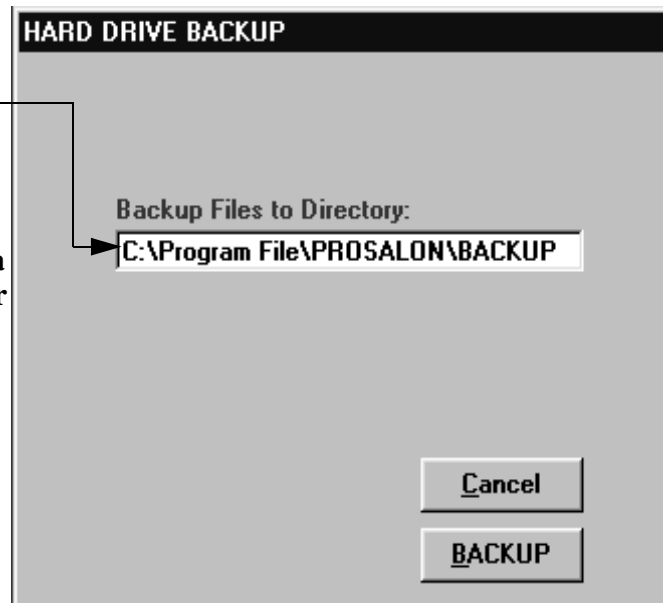 HARD DRIVE BACKUP
Backup Files to Directory:
C:\Program File\PROSALON\BACKUP
a
r
Cancel
BACKUP